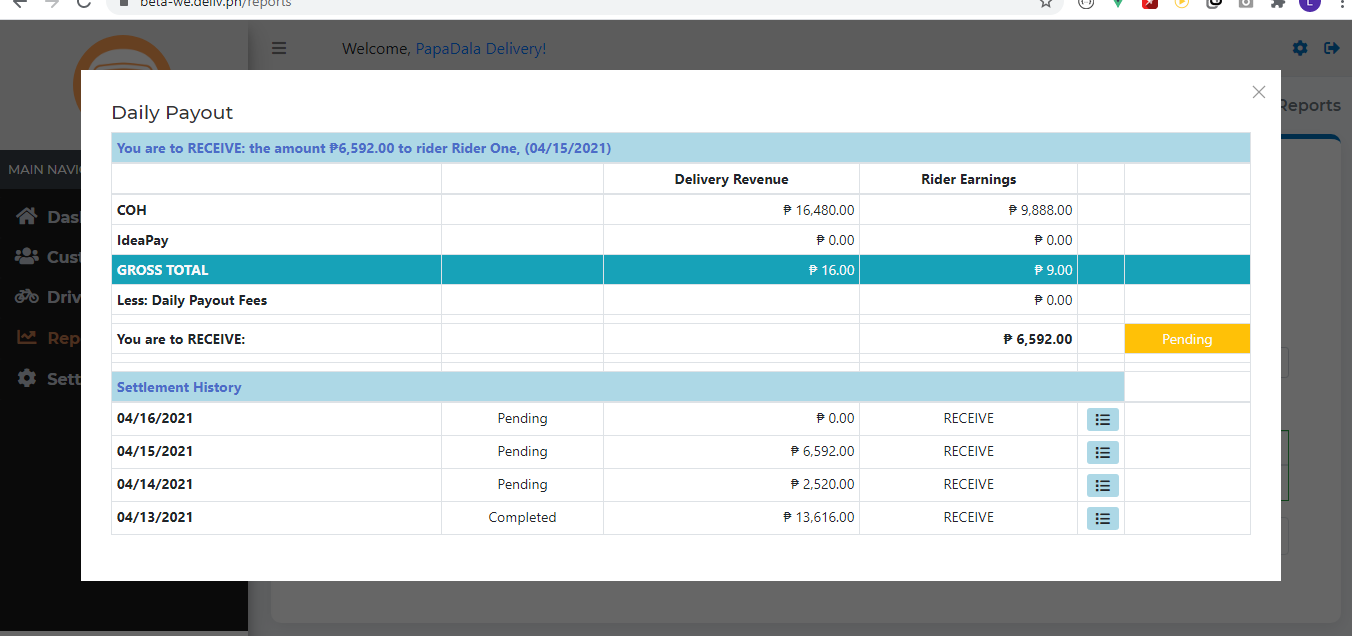 beta-we.deliv.ph/reports
Welcome, PapaDala Delivery!
Reports
Daily Payout
You are to RECEIVE: the amount ₱6,592.00 to rider Rider One, (04/15/2021)
MAIN NAVI
Delivery Revenue Rider Earnings
COH ₱ 16,480.00 ₱ 9,888.00
Das
IdeaPay ₱ 0.00 ₱ 0.00
Cust
GROSS TOTAL ₱ 16.00 ₱ 9.00
Driv
Less: Daily Payout Fees ₱ 0.00
Rep
You are to RECEIVE: ₱ 6,592.00 Pending
Sett
Settlement History
04/16/2021 Pending ₱ 0.00 RECEIVE
04/15/2021 Pending ₱ 6,592.00 RECEIVE
04/14/2021 Pending ₱ 2,520.00 RECEIVE
04/13/2021 Completed ₱ 13,616.00 RECEIVE